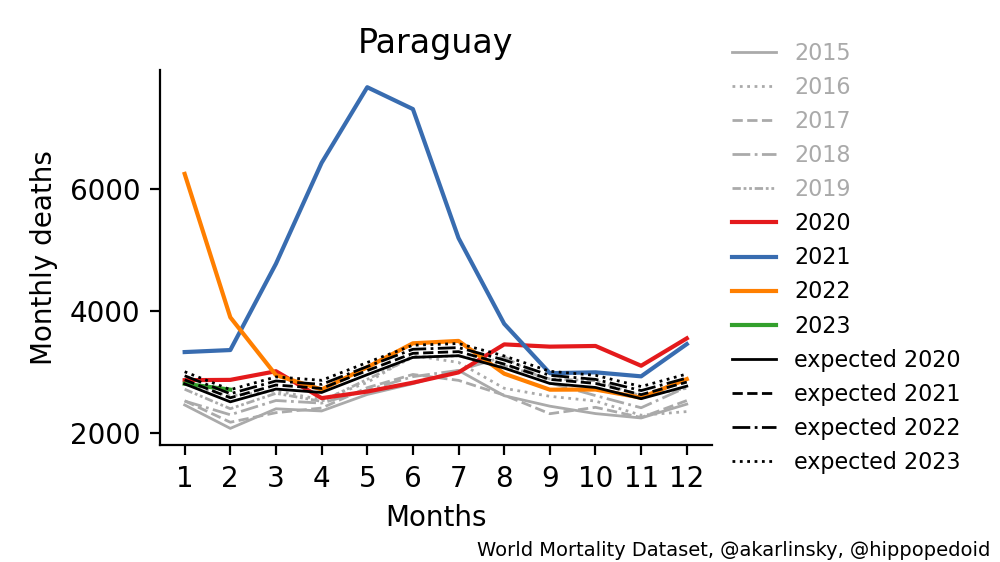 Paraguay
Monthly deaths
6000
4000
2000
1 2 3 4 5 6 7 8 9 10 11 12
Months
2015
2016
2017
2018
2019
2020
2021
2022
2023
expected 2020
expected 2021
expected 2022
expected 2023
World Mortality Dataset, @akarlinsky, @hippopedoid